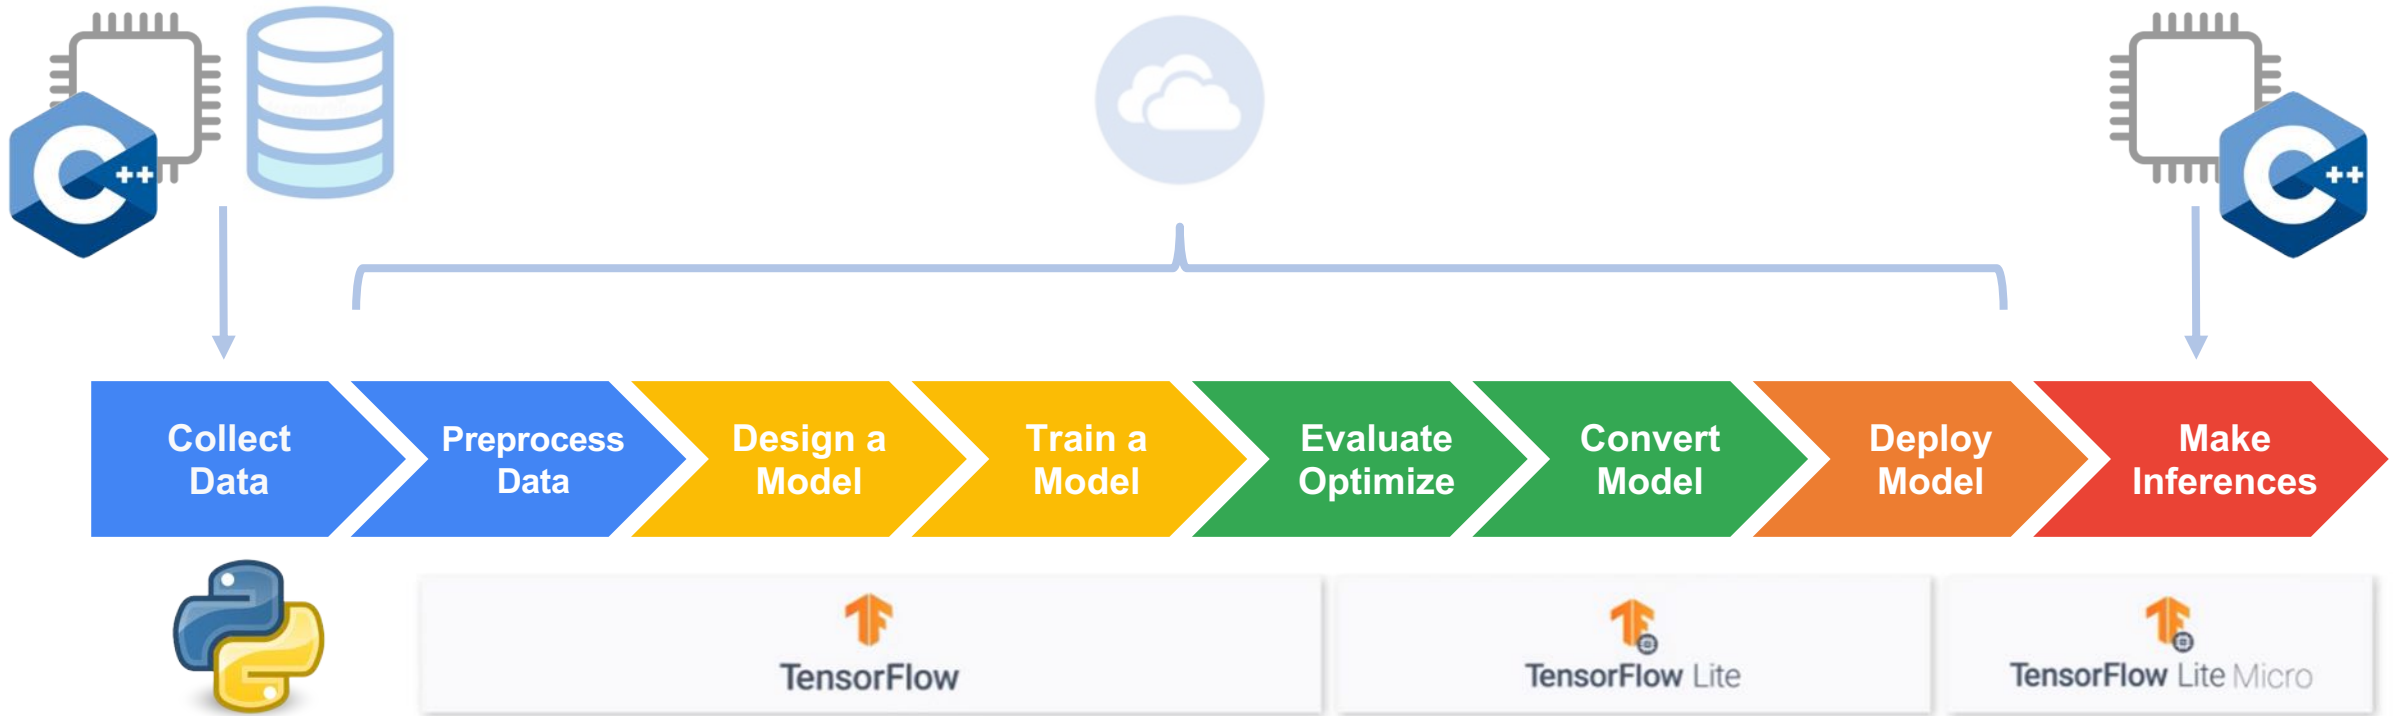 C++
C++
Collect
Data
Preprocess
Data
Design a
Model
Train a
Model
Evaluate
Optimize
Convert
Model
Deploy
Model
Make
Inferences
TensorFlow
TensorFlow Lite
TensorFlow Lite Micro